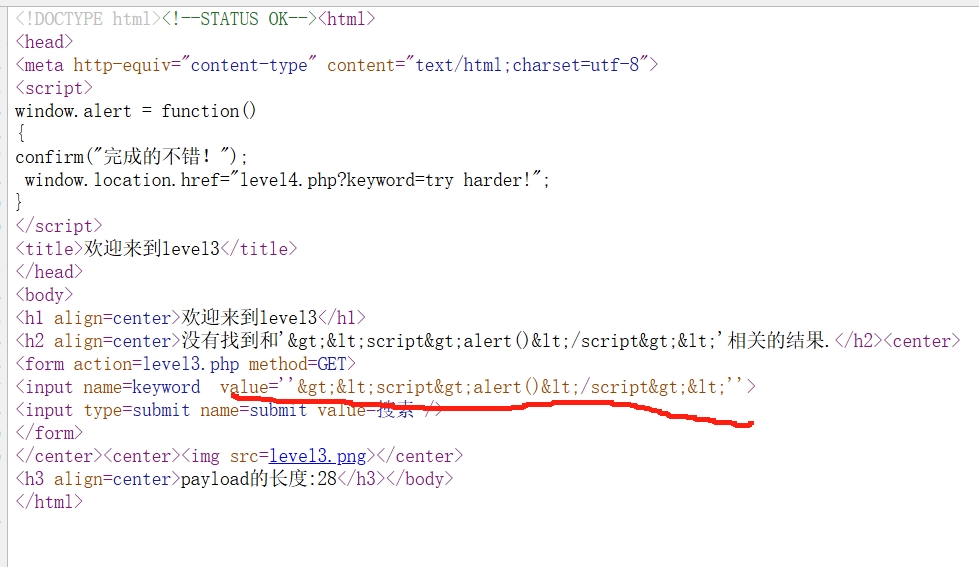 <!DOCTYPE html><!--STATUS OK--><html>
<head>
<meta http-equiv="content-type" content="text/html;charset=utf-8">
<script>
window.alert = function()
{
confirm("完成的不错！");
 window.location.href="level4.php?keyword=try harder!";
}
</script>
<title>欢迎来到level3</title>
</head>
<body>
<h1 align=center>欢迎来到level3</h1>
<h2 align=center>没有找到和'&gt;&lt;script&gt;alert()&lt;/script&gt;&lt;'相关的结果.</h2><center>
<form action=level3.php method=GET>
<input name=keyword  value=''&gt;&lt;script&gt;alert()&lt;/script&gt;&lt;''>
<input type=submit name=submit value=搜索 />
</form>
</center><center><img src=level3.png></center>
<h3 align=center>payload的长度:28</h3></body>
</html>